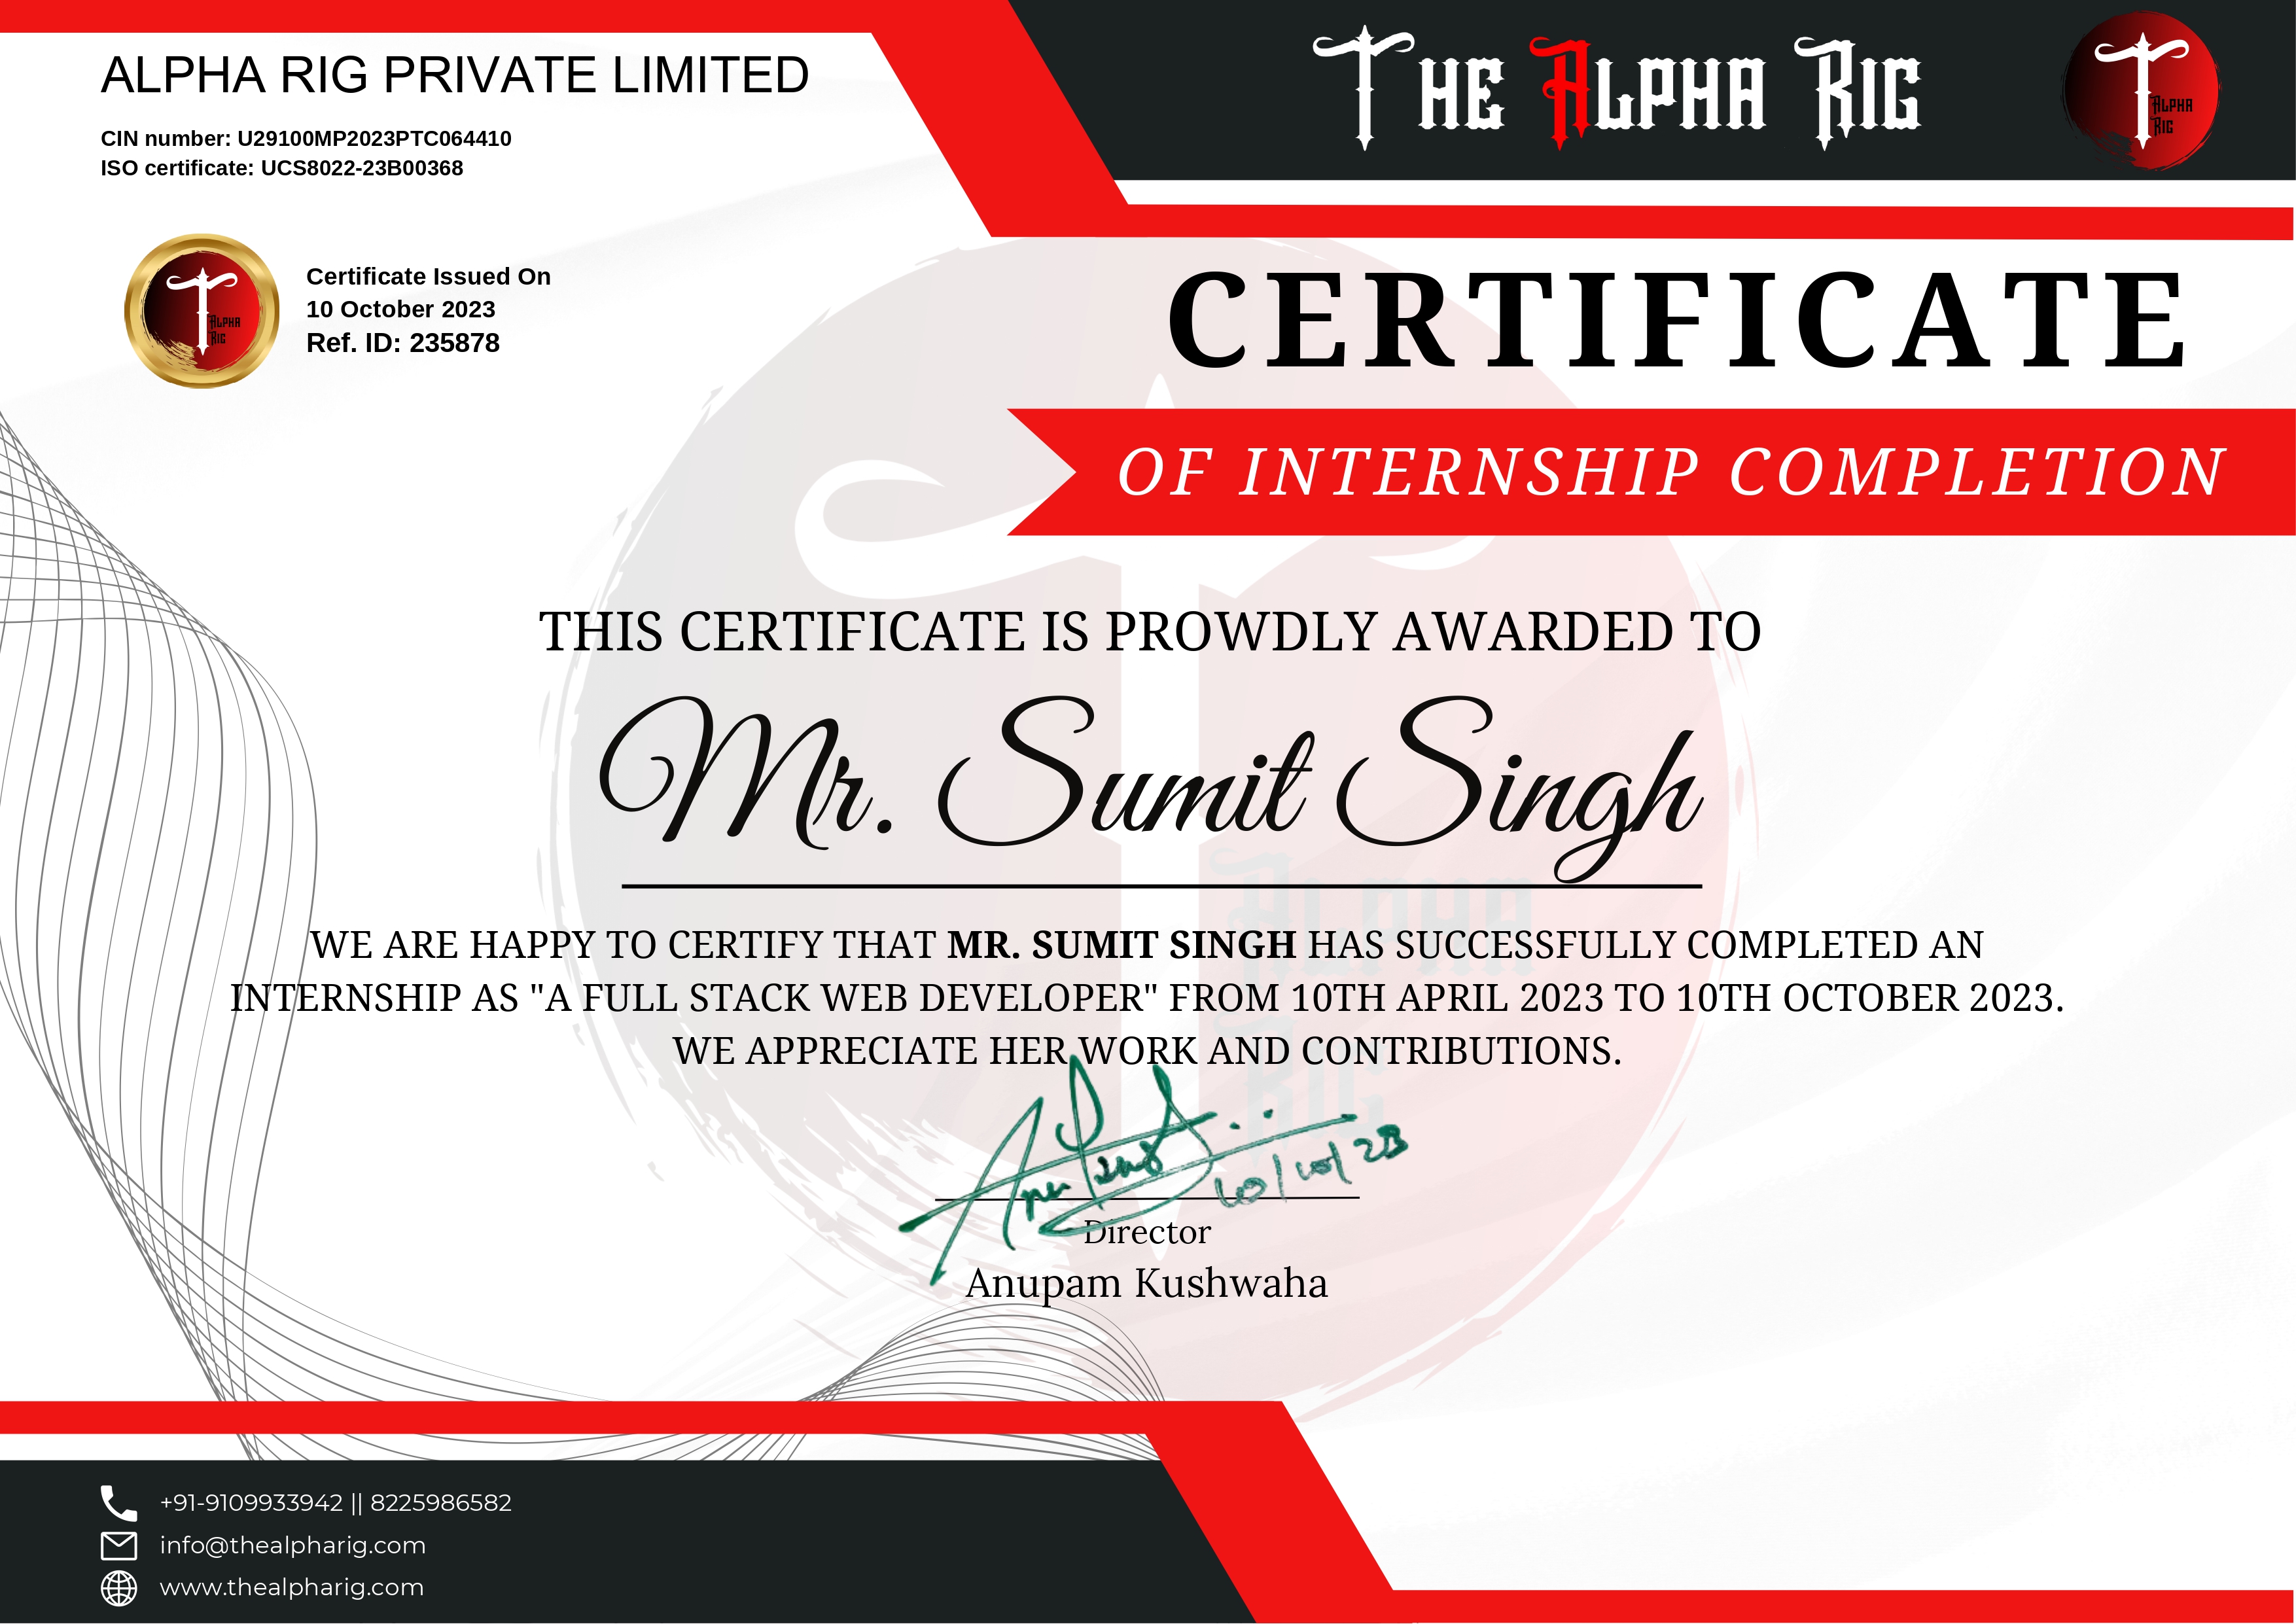 ALPHA RIG PRIVATE LIMITED
CIN number: U29100MP2023PTC064410
ISO certificate: UCS8022-23B00368
THE ALPHA RIG
T ALPHA
RIG
T ALPHA
RIG
Certificate Issued On
10 October 2023
Ref. ID: 235878
CERTIFICATE
OF INTERNSHIP COMPLETION
THIS CERTIFICATE IS PROWDLY AWARDED TO
Mr. Sumit Singh
WE ARE HAPPY TO CERTIFY THAT MR. SUMIT SINGH HAS SUCCESSFULLY COMPLETED AN
INTERNSHIP AS "A FULL STACK WEB DEVELOPER" FROM 10TH APRIL 2023 TO 10TH OCTOBER 2023.
WE APPRECIATE HER WORK AND CONTRIBUTIONS.
ALPHA
RIG
10/10/23
Director
Anupam Kushwaha
+91-9109933942 || 8225986582
info@thealpharig.com
www.thealpharig.com